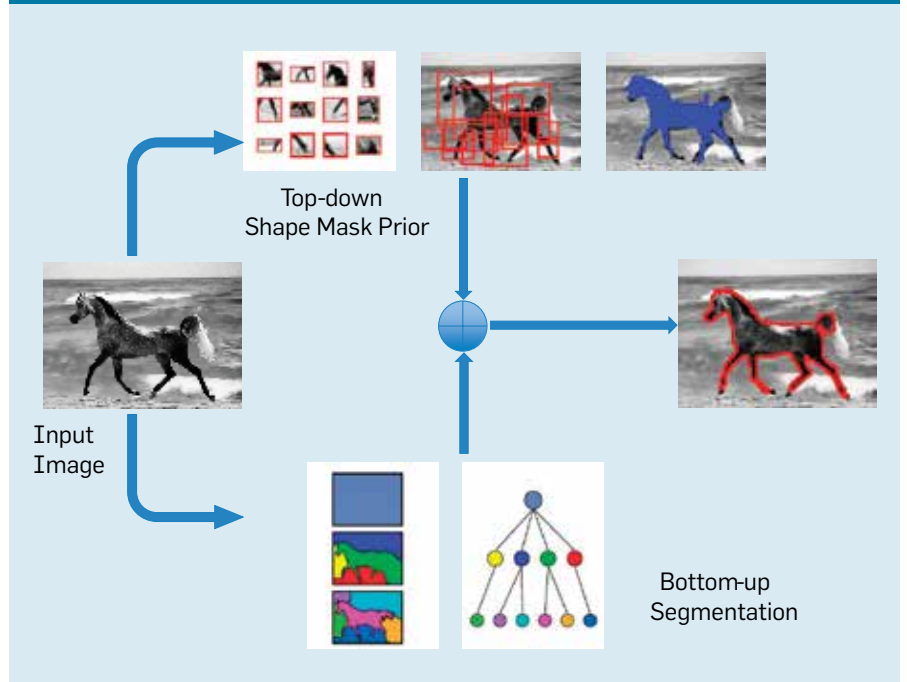 Top-down
Shape Mask Prior
Input
Image
Bottom-up
Segmentation